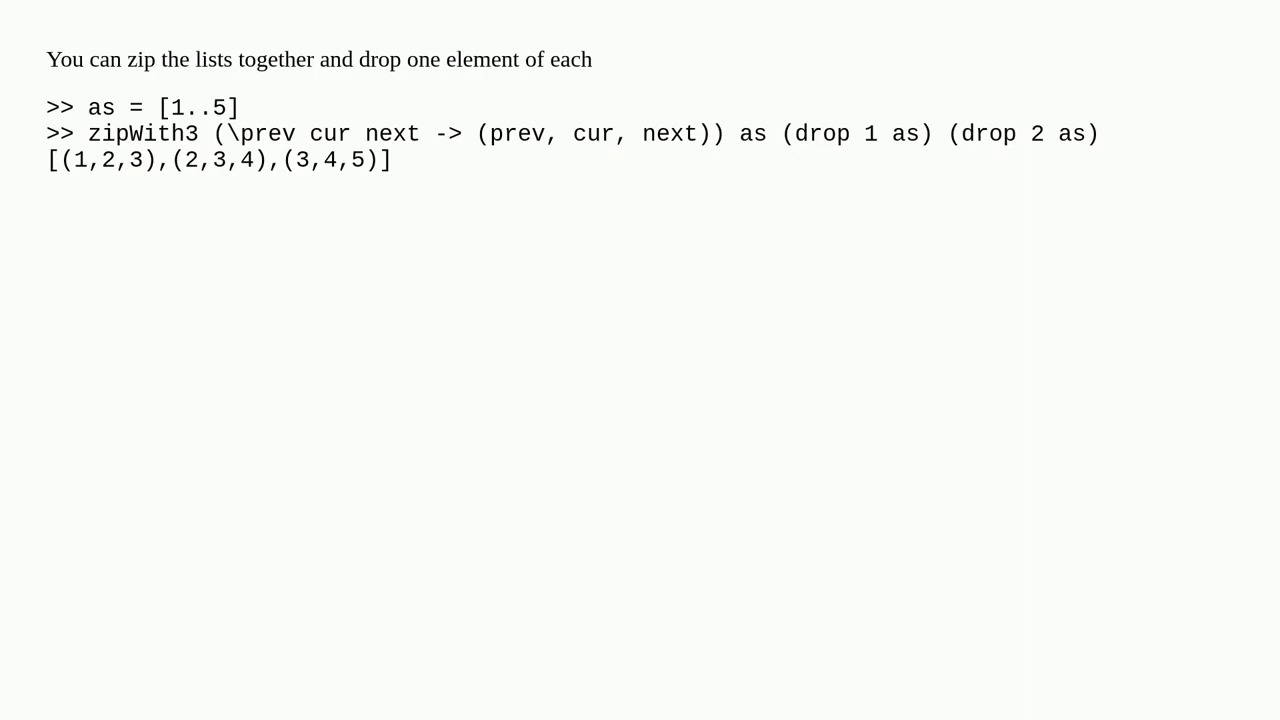 You can zip the lists together and drop one element of each
>> as = [1..5]
>> zipWith3 (\prev cur next -> (prev, cur, next)) as (drop 1 as) (drop 2 as)
[(1,2,3),(2,3,4),(3,4,5)]